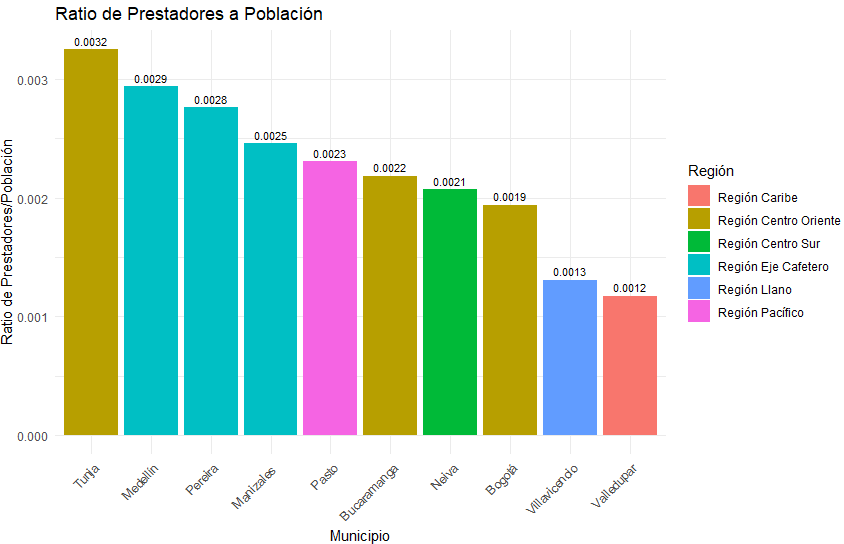 Ratio de Prestadores a Población
Ratio de Prestadores/Población
0.003
0.002
0.001
0.000
0.0032
0.0029
0.0028
0.0025
0.0023
0.0022
0.0021
0.0019
0.0013
0.0012
Tunja
Medellín
Pereira
Manizales
Pasto
Bucaramanga
Neiva
Bogotá
Villavicendo
Valledupar
Municipio
Región
Región Caribe
Región Centro Oriente
Región Centro Sur
Región Eje Cafetero
Región Llano
Región Pacífico